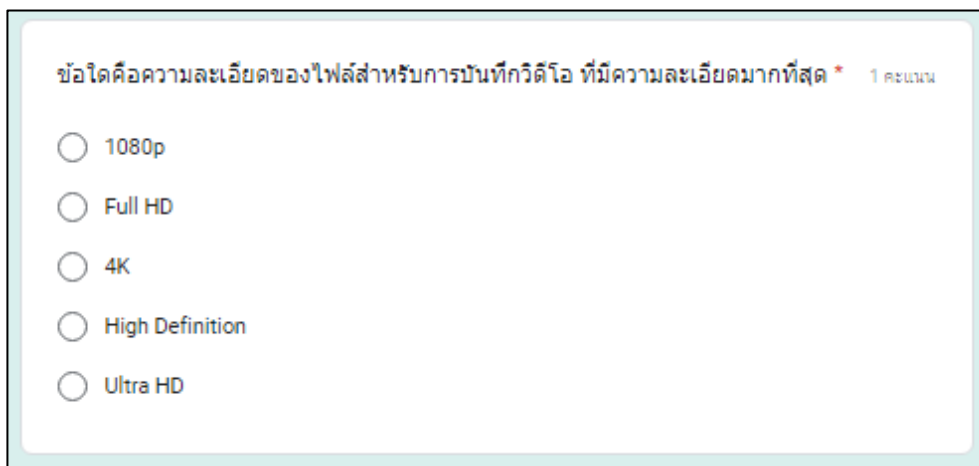 ข้อใดคือความละเอียดของไฟล์สำหรับการบันทึกวิดีโอ ที่มีความละเอียดมากที่สุด * 1 คะแนน
1080p
Full HD
4K
High Definition
Ultra HD